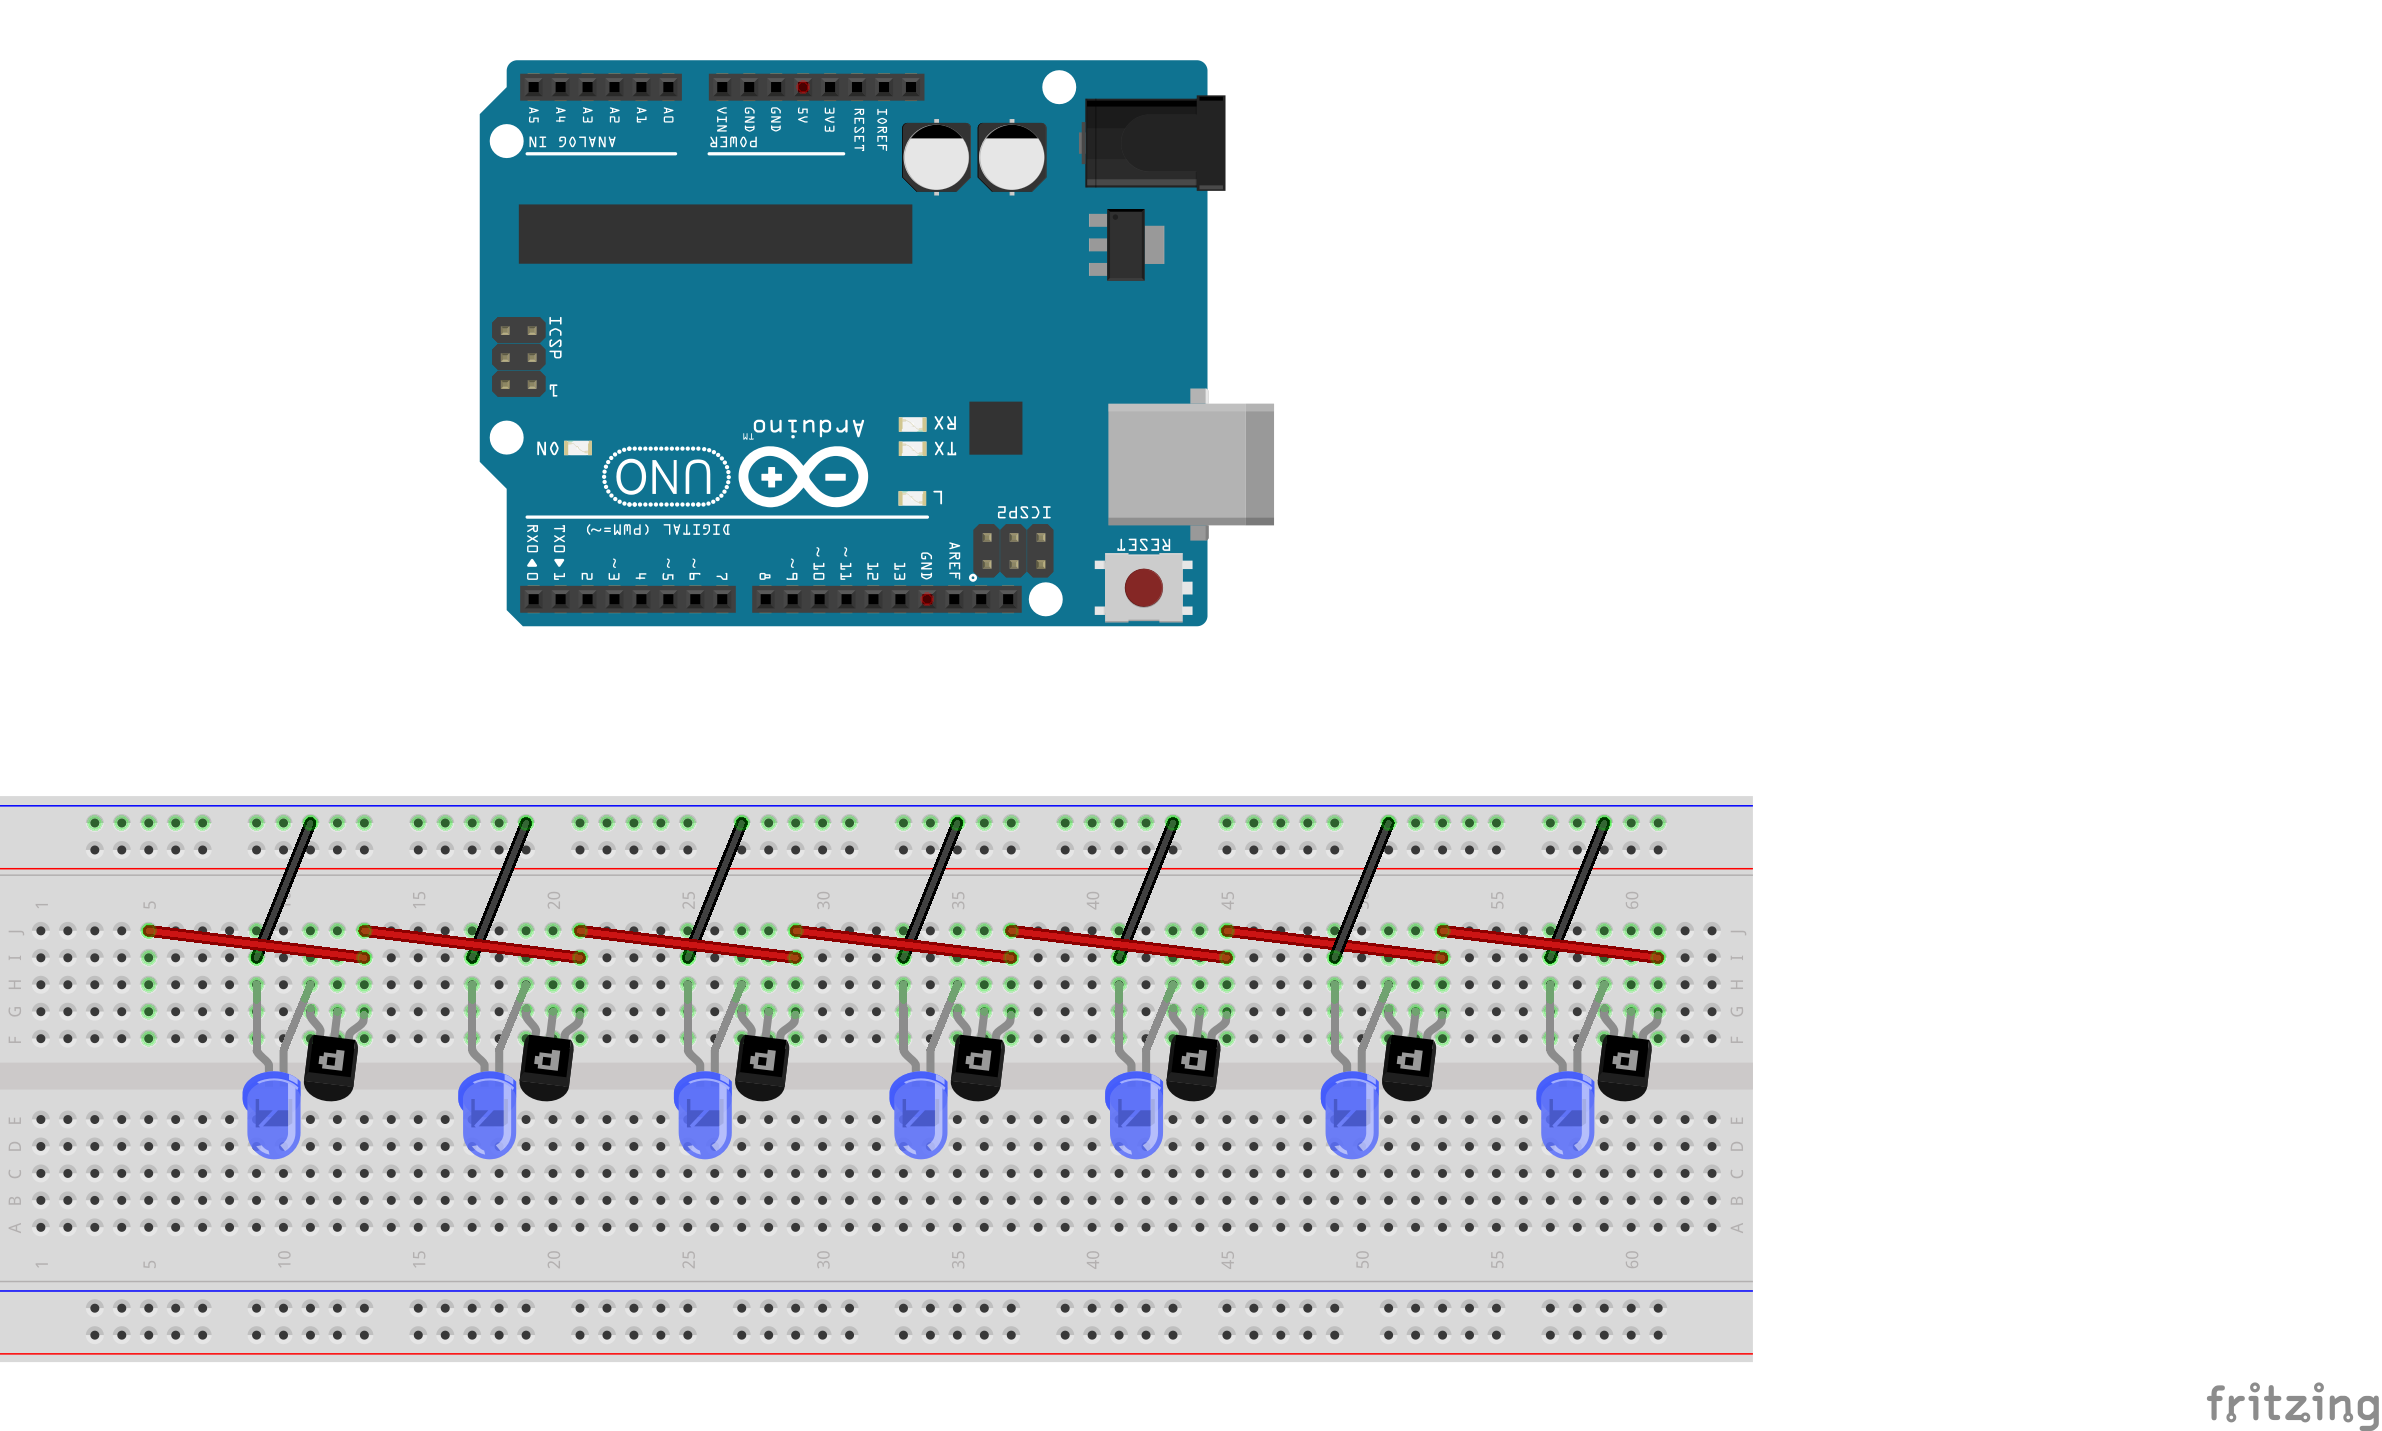 A5 A4 A3 A2 A1 A0 VIN GND GND 5V 3V3 RESET IOREF
ANALOG IN POWER
ICSP
1
Arduino
TM
RX
TX
ON
UNO
L
DIGITAL (PWM=~)
ICSP2
RESET
RX0 TX0 ~ ~ ~ ~ ~ ~ GND AREF
0 1 2 3 4 5 6 7 8 9 10 11 12 13
1 5 15 20 25 30 35 40 45 55 60
J J
I I
H H
G G
F F
E E
D D
C C
B B
A A
1 5 10 15 20 25 30 35 40 45 50 55 60
fritzing